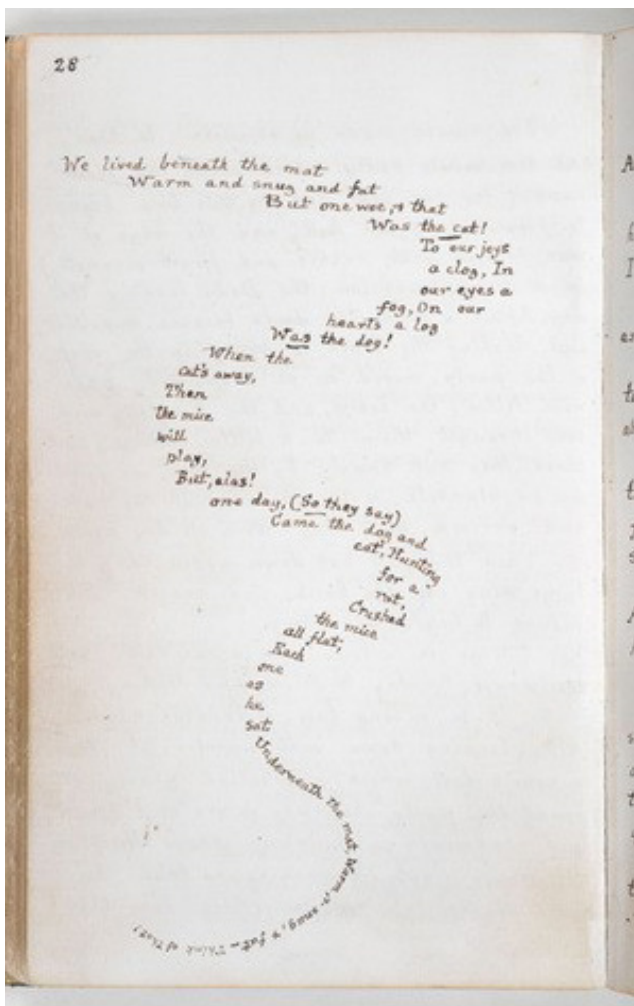 28
We lived beneath the mat
Warm and snug and fat
But one woe, & that
Was the cat!
To our joys
a clog, In
our eyes a
fog, On our
hearts a log
Was the dog!
When the
cat's away,
Then
the mice
will
play,
But, alas!
one day, (So they say)
Came the dog and
cat, Hunting
for a
rat,
Crushed
the mice
all flat,
Each
one
as
he
sat
Underneath the mat, Warm, & snug, & fat. Think of that!